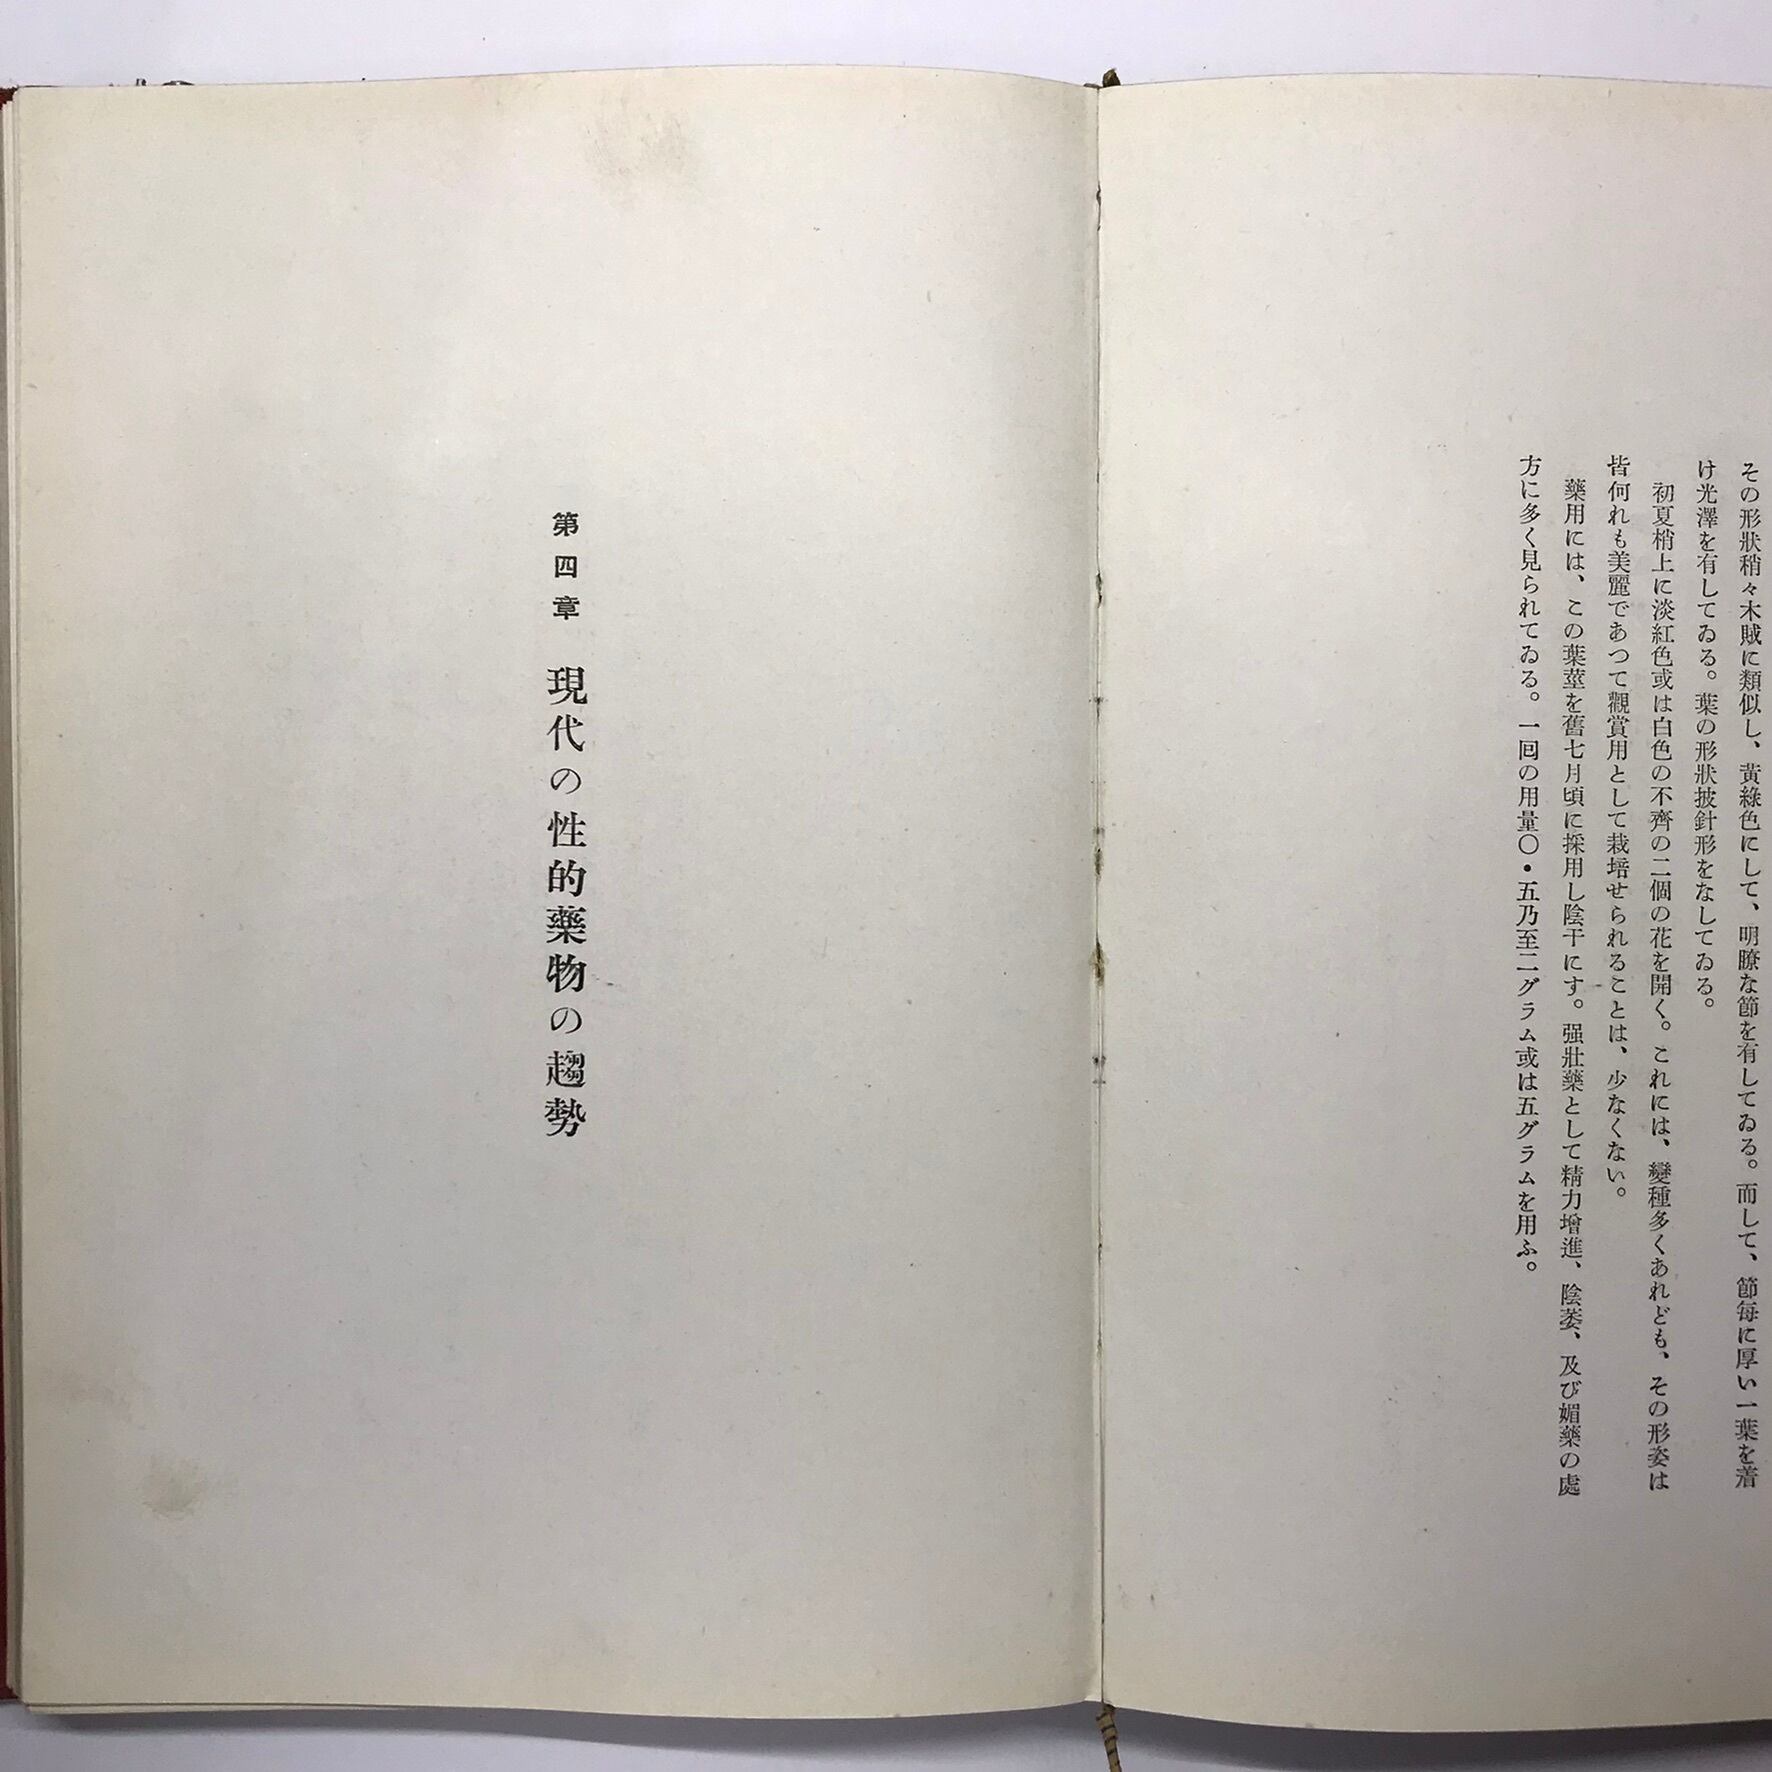 その形狀稍々木賊に類似し、黃綠色にして、明瞭な節を有してゐる。而して、節每に厚い一葉を着
け光澤を有してゐる。葉の形狀披針形をなしてゐる。
初夏梢上に淡紅色或は白色の不齊の二個の花を開く。これには、變種多くあれども、その形姿は
皆何れも美麗であつて觀賞用として栽培せられることは、少なくない。
藥用には、この葉莖を舊七月頃に採用し陰干にす。强壯藥として精力增進、陰萎、及び媚藥の處
方に多く見られてゐる。一回の用量〇・五乃至二グラム或は五グラムを用ふ。
第四章 現代の性的藥物の趨勢